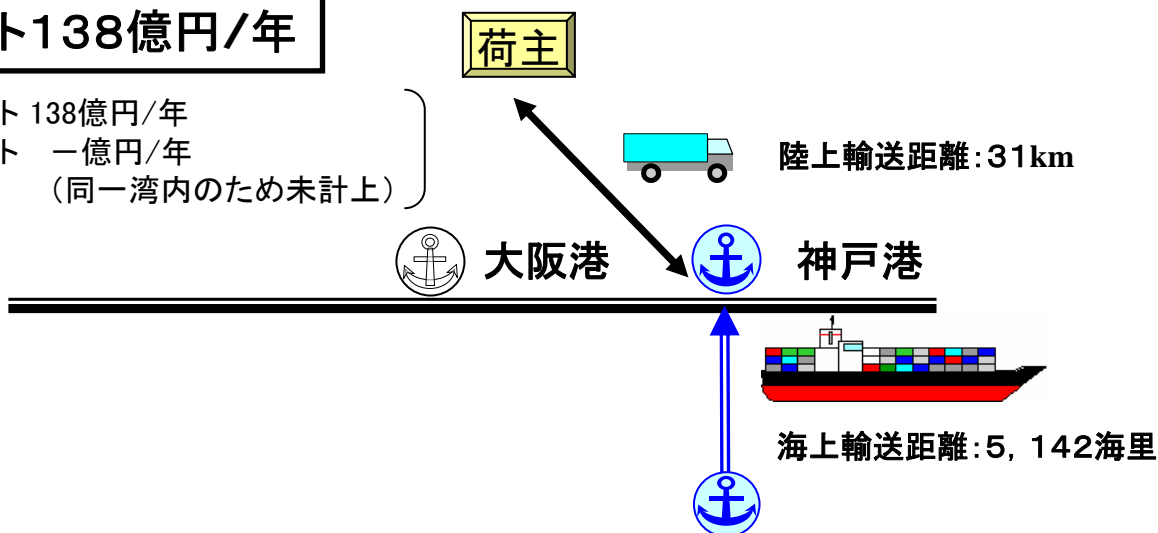 ト138億円/年
荷主
ト 138億円/年
ト －億円/年
（同一湾内のため未計上）
陸上輸送距離：31km
大阪港
神戸港
海上輸送距離：5，142海里